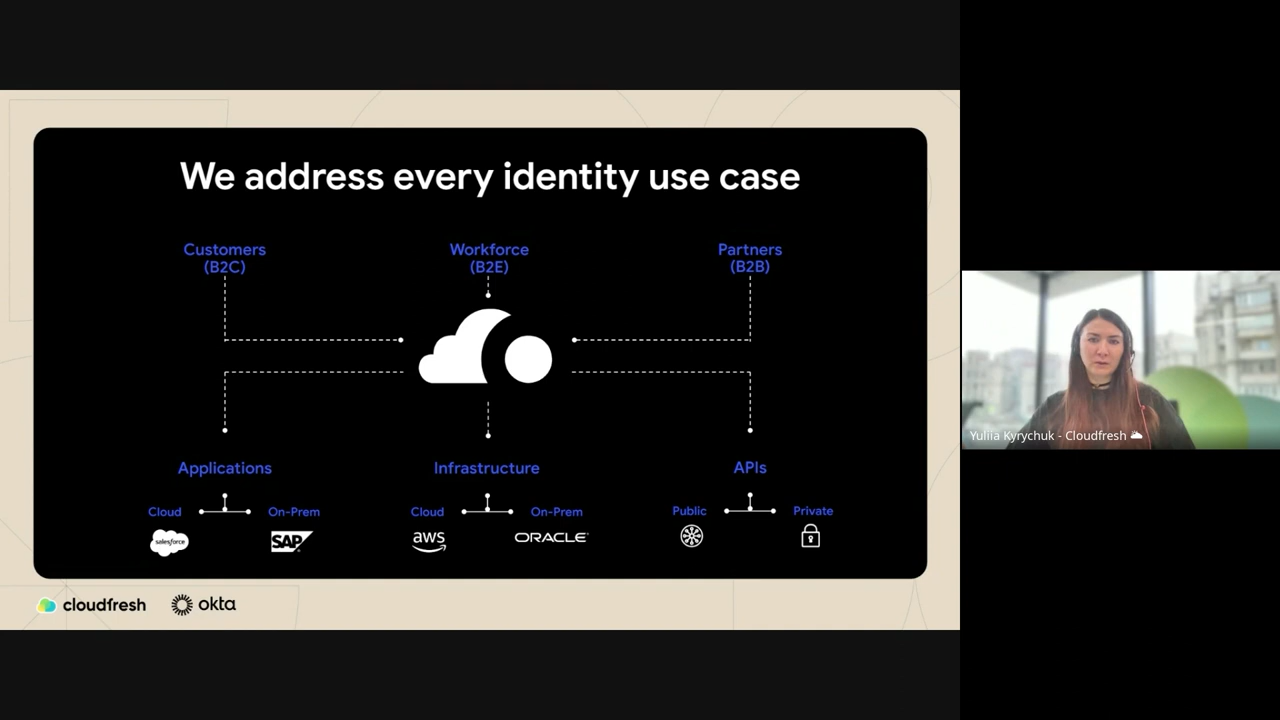 We address every identity use case
Customers
(B2C)
Workforce
(B2E)
Partners
(B2B)
Applications
Infrastructure
APIs
Cloud
On-Prem
Cloud
On-Prem
Public
Private
salesforce
SAP
aws
ORACLE
cloudfresh
okta
Yuliia Kyrychuk - Cloudfresh